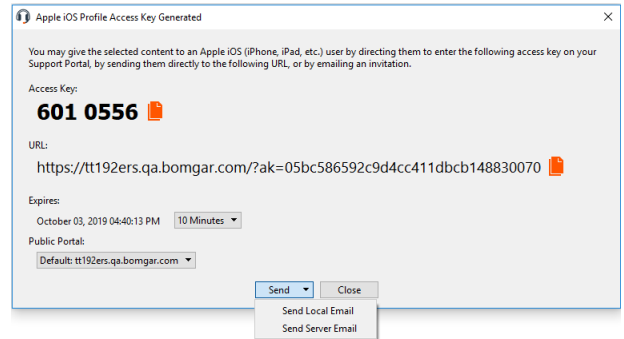 Apple iOS Profile Access Key Generated
You may give the selected content to an Apple iOS (iPhone, iPad, etc.) user by directing them to enter the following access key on your
Support Portal, by sending them directly to the following URL, or by emailing an invitation.
Access Key:
601 0556
URL:
https://tt192ers.qa.bomgar.com/?ak=05bc586592c9d4cc411dbcb148830070
Expires:
October 03, 2019 04:40:13 PM 10 Minutes
Public Portal:
Default: tt192ers.qa.bomgar.com
Send Close
Send Local Email
Send Server Email